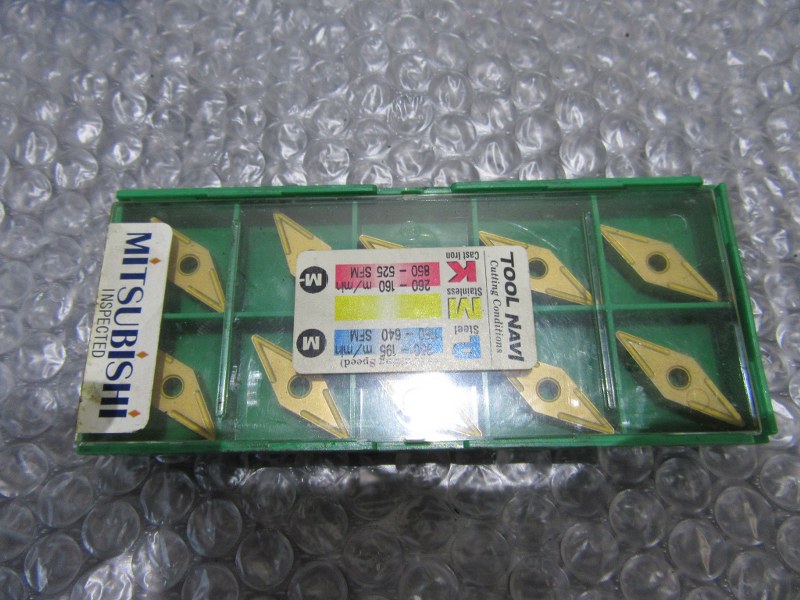 MITSUBISHI
INSPECTED
TOOL NAVI
Cutting Conditions
Speed)
P
Steel
195
m/min
640 SFM
M
M
Stainless
K
Cast Iron
260 - 160 m/min
850 - 525 SFM
M